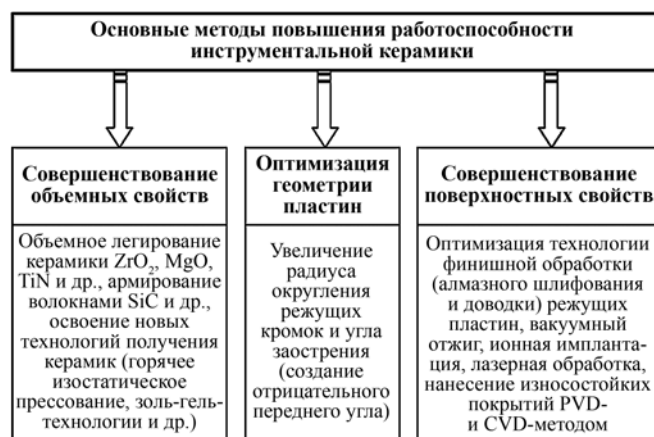 Основные методы повышения работоспособности
инструментальной керамики
Совершенствование
объемных свойств
Объемное легирование
керамики ZrO₂, MgO,
TiN и др., армирование
волокнами SiC и др.,
освоение новых
технологий получения
керамик (горячее
изостатическое
прессование, золь-гель-
технологии и др.)
Оптимизация
геометрии
пластин
Увеличение
радиуса
округления
режущих
кромок и угла
заострения
(создание
отрицательного
переднего угла)
Совершенствование
поверхностных свойств
Оптимизация технологии
финишной обработки
(алмазного шлифования
и доводки) режущих
пластин, вакуумный
отжиг, ионная импланта-
ция, лазерная обработка,
нанесение износостойких
покрытий PVD-
и CVD-методом